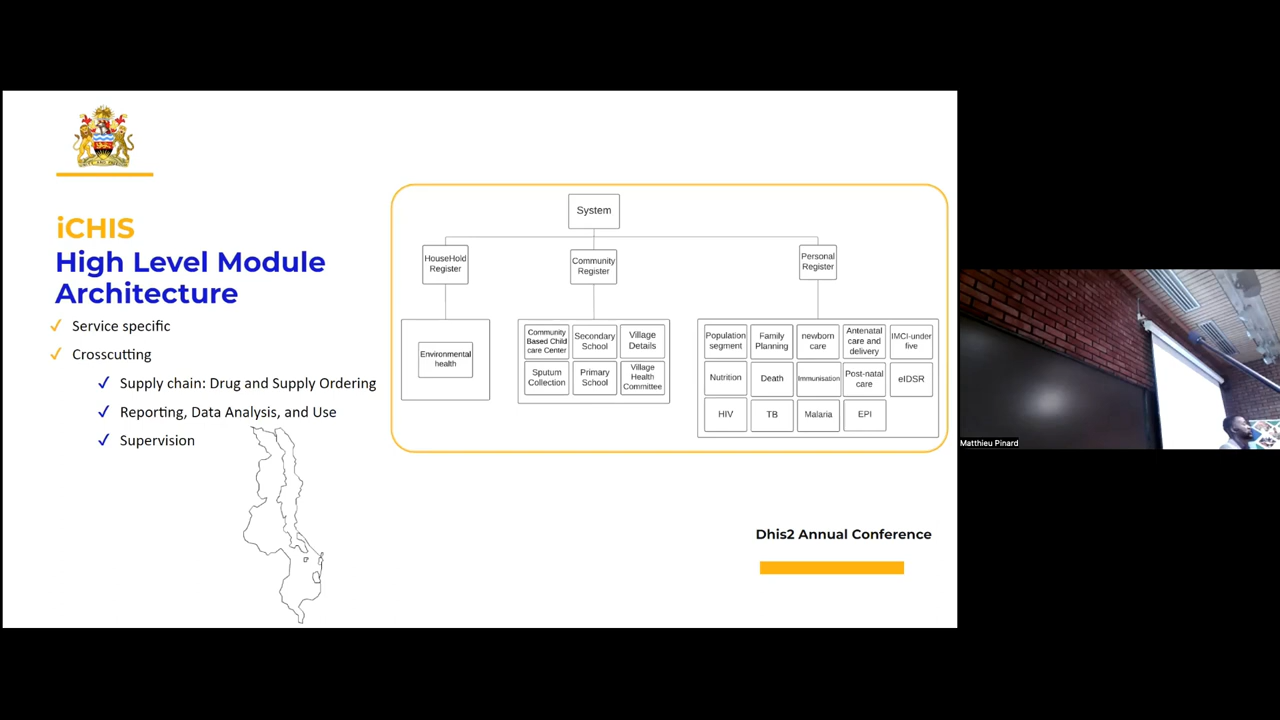 iCHIS
High Level Module
Architecture
✓ Service specific
✓ Crosscutting
✓ Supply chain: Drug and Supply Ordering
✓ Reporting, Data Analysis, and Use
✓ Supervision
System
HouseHold
Register
Community
Register
Personal
Register
Environmental
health
Community
Based Child
care Center
Secondary
School
Village
Details
Sputum
Collection
Primary
School
Village
Health
Committee
Population
segment
Family
Planning
newborn
care
Antenatal
care and
delivery
IMCI-under
five
Nutrition
Death
Immunisation
Post-natal
care
eIDSR
HIV
TB
Malaria
EPI
Dhis2 Annual Conference
Matthieu Pinard